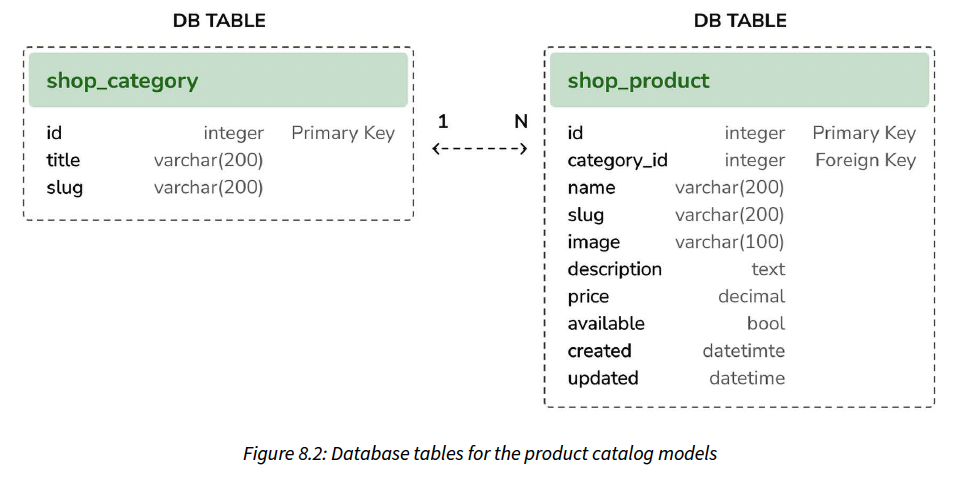 DB TABLE
shop_category
id integer Primary Key
title varchar(200)
slug varchar(200)
1 N
DB TABLE
shop_product
id integer Primary Key
category_id integer Foreign Key
name varchar(200)
slug varchar(200)
image varchar(100)
description text
price decimal
available bool
created datetimte
updated datetime
Figure 8.2: Database tables for the product catalog models